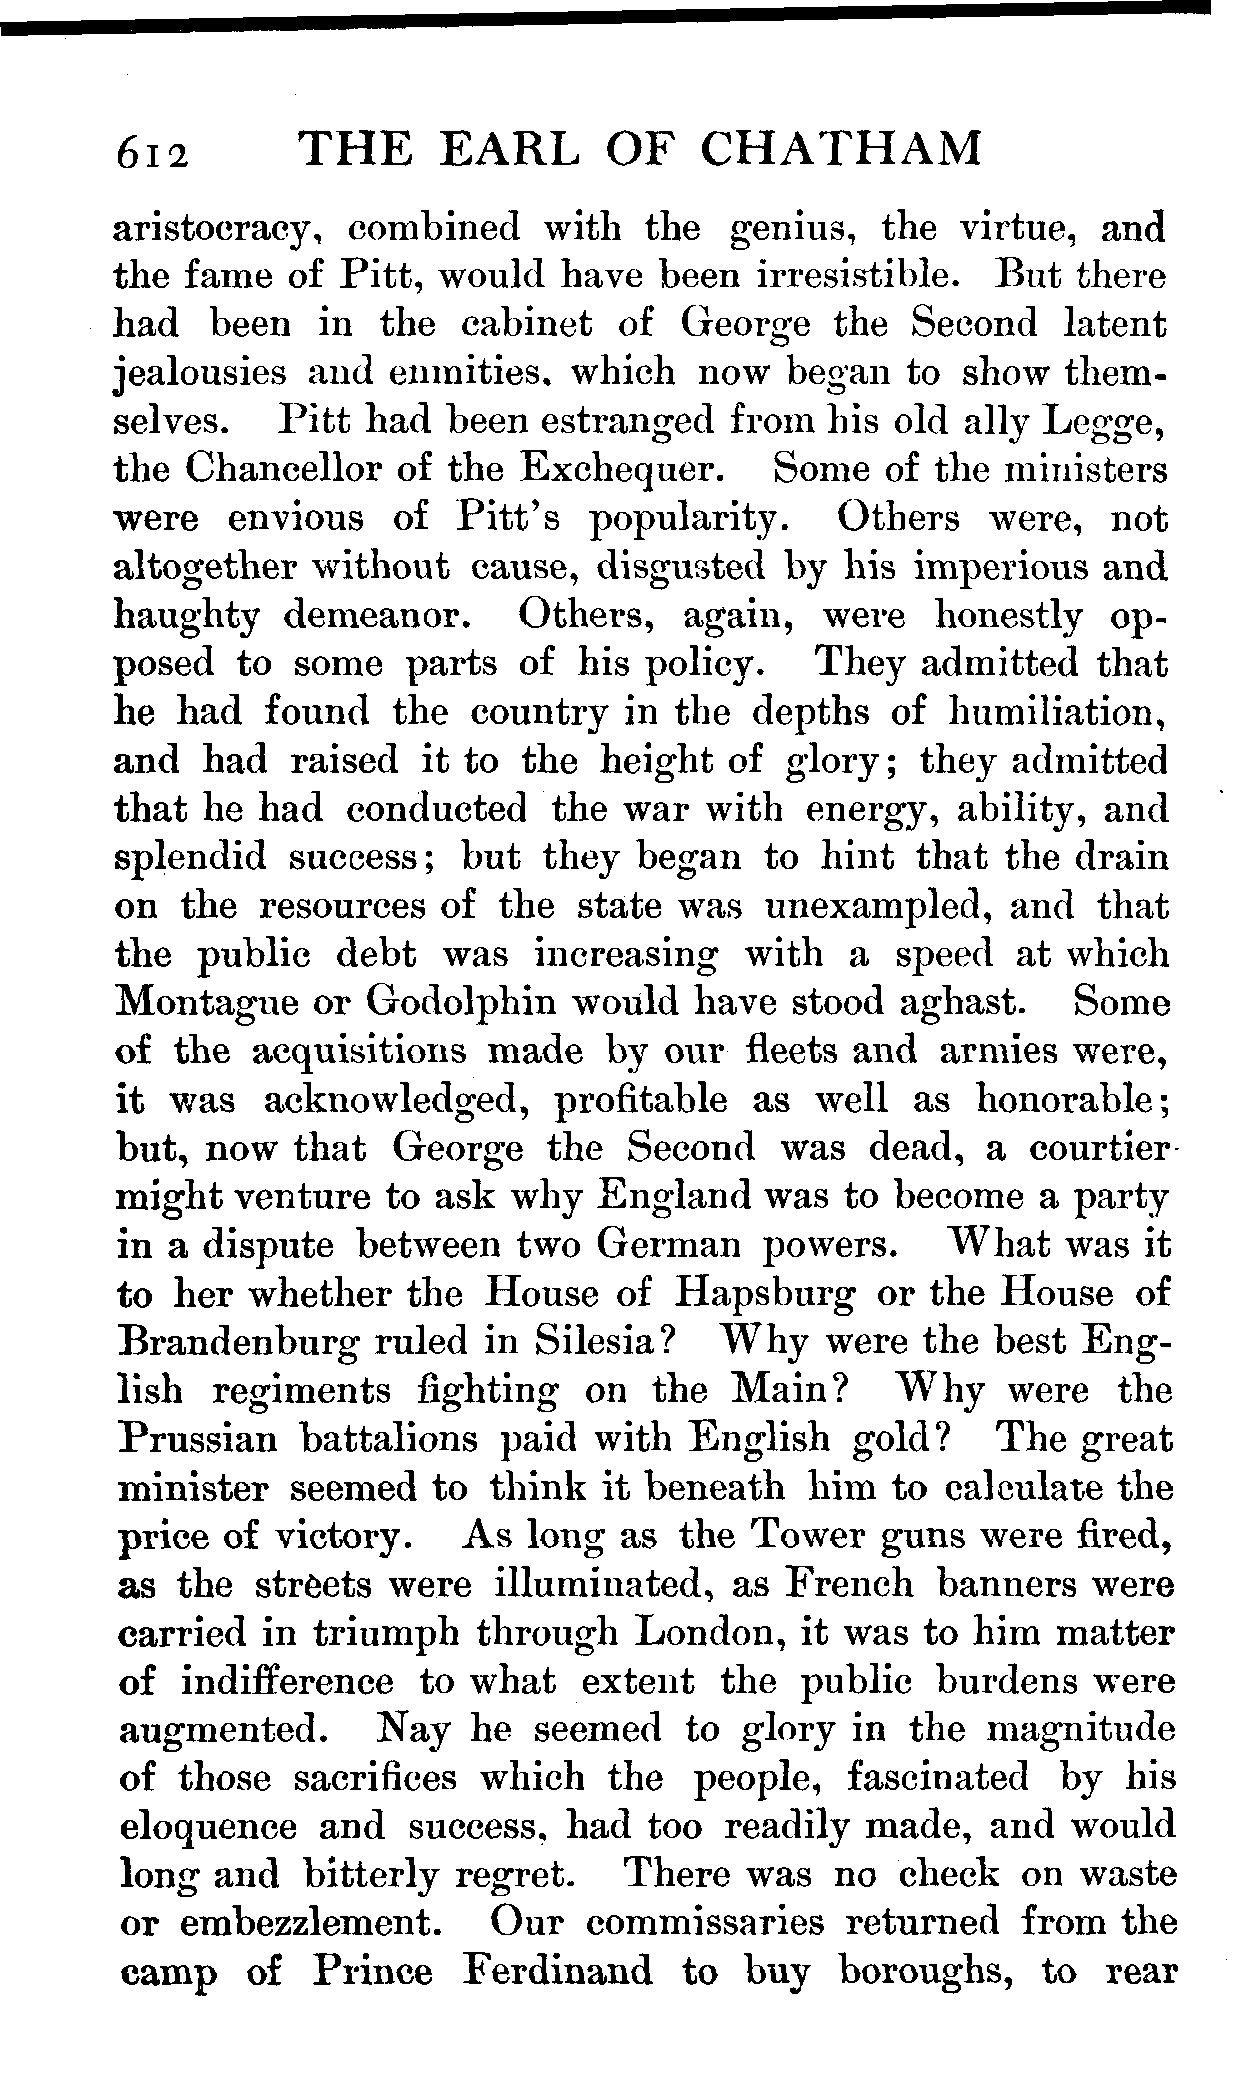 612 THE EARL OF CHATHAM
aristocracy, combined with the genius, the virtue, and
the fame of Pitt, would have been irresistible. But there
had been in the cabinet of George the Second latent
jealousies and enmities, which now began to show them-
selves. Pitt had been estranged from his old ally Legge,
the Chancellor of the Exchequer. Some of the ministers
were envious of Pitt's popularity. Others were, not
altogether without cause, disgusted by his imperious and
haughty demeanor. Others, again, were honestly op-
posed to some parts of his policy. They admitted that
he had found the country in the depths of humiliation,
and had raised it to the height of glory; they admitted
that he had conducted the war with energy, ability, and
splendid success; but they began to hint that the drain
on the resources of the state was unexampled, and that
the public debt was increasing with a speed at which
Montague or Godolphin would have stood aghast. Some
of the acquisitions made by our fleets and armies were,
it was acknowledged, profitable as well as honorable;
but, now that George the Second was dead, a courtier
might venture to ask why England was to become a party
in a dispute between two German powers. What was it
to her whether the House of Hapsburg or the House of
Brandenburg ruled in Silesia? Why were the best Eng-
lish regiments fighting on the Main? Why were the
Prussian battalions paid with English gold? The great
minister seemed to think it beneath him to calculate the
price of victory. As long as the Tower guns were fired,
as the streets were illuminated, as French banners were
carried in triumph through London, it was to him matter
of indifference to what extent the public burdens were
augmented. Nay he seemed to glory in the magnitude
of those sacrifices which the people, fascinated by his
eloquence and success, had too readily made, and would
long and bitterly regret. There was no check on waste
or embezzlement. Our commissaries returned from the
camp of Prince Ferdinand to buy boroughs, to rear